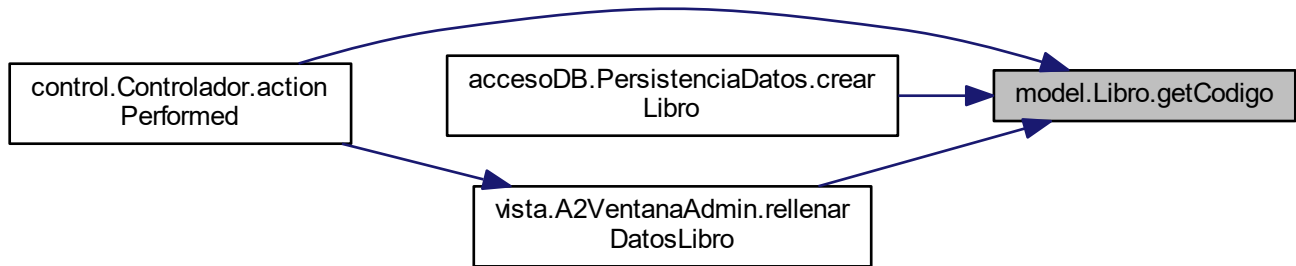 control.Controlador.action
Performed
accesoDB.PersistenciaDatos.crear
Libro
vista.A2VentanaAdmin.rellenar
DatosLibro
model.Libro.getCodigo